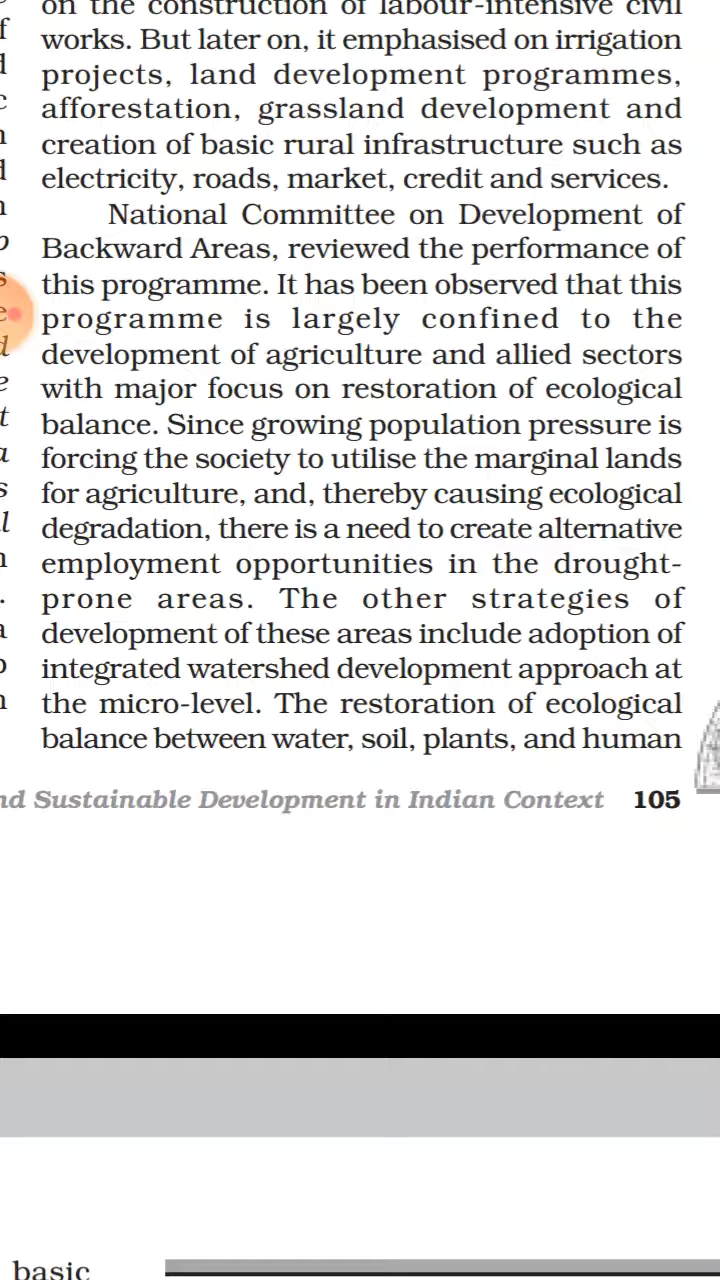 on the construction of labour-intensive civil
works. But later on, it emphasised on irrigation
projects, land development programmes,
afforestation, grassland development and
creation of basic rural infrastructure such as
electricity, roads, market, credit and services.
National Committee on Development of
Backward Areas, reviewed the performance of
this programme. It has been observed that this
programme is largely confined to the
development of agriculture and allied sectors
with major focus on restoration of ecological
balance. Since growing population pressure is
forcing the society to utilise the marginal lands
for agriculture, and, thereby causing ecological
degradation, there is a need to create alternative
employment opportunities in the drought-
prone areas. The other strategies of
development of these areas include adoption of
integrated watershed development approach at
the micro-level. The restoration of ecological
balance between water, soil, plants, and human
nd Sustainable Development in Indian Context 105
basic